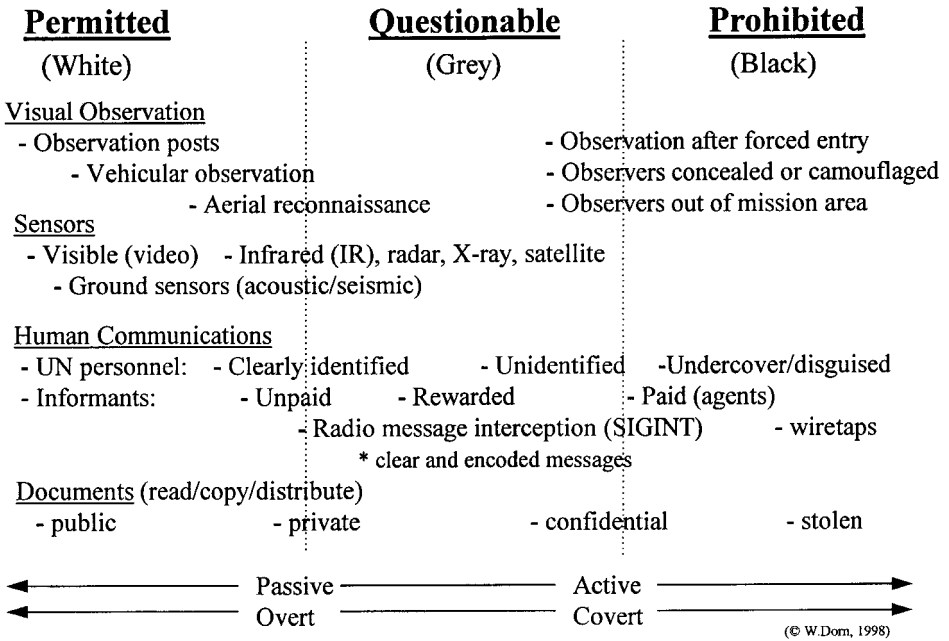 Permitted Questionable Prohibited
(White) (Grey) (Black)
Visual Observation
- Observation posts - Observation after forced entry
- Vehicular observation - Observers concealed or camouflaged
- Aerial reconnaissance - Observers out of mission area
Sensors
- Visible (video) - Infrared (IR), radar, X-ray, satellite
- Ground sensors (acoustic/seismic)
Human Communications
- UN personnel: - Clearly identified - Unidentified -Undercover/disguised
- Informants: - Unpaid - Rewarded - Paid (agents)
- Radio message interception (SIGINT) - wiretaps
* clear and encoded messages
Documents (read/copy/distribute)
- public - private - confidential - stolen
Passive Active
Overt Covert
(© W.Dorn, 1998)